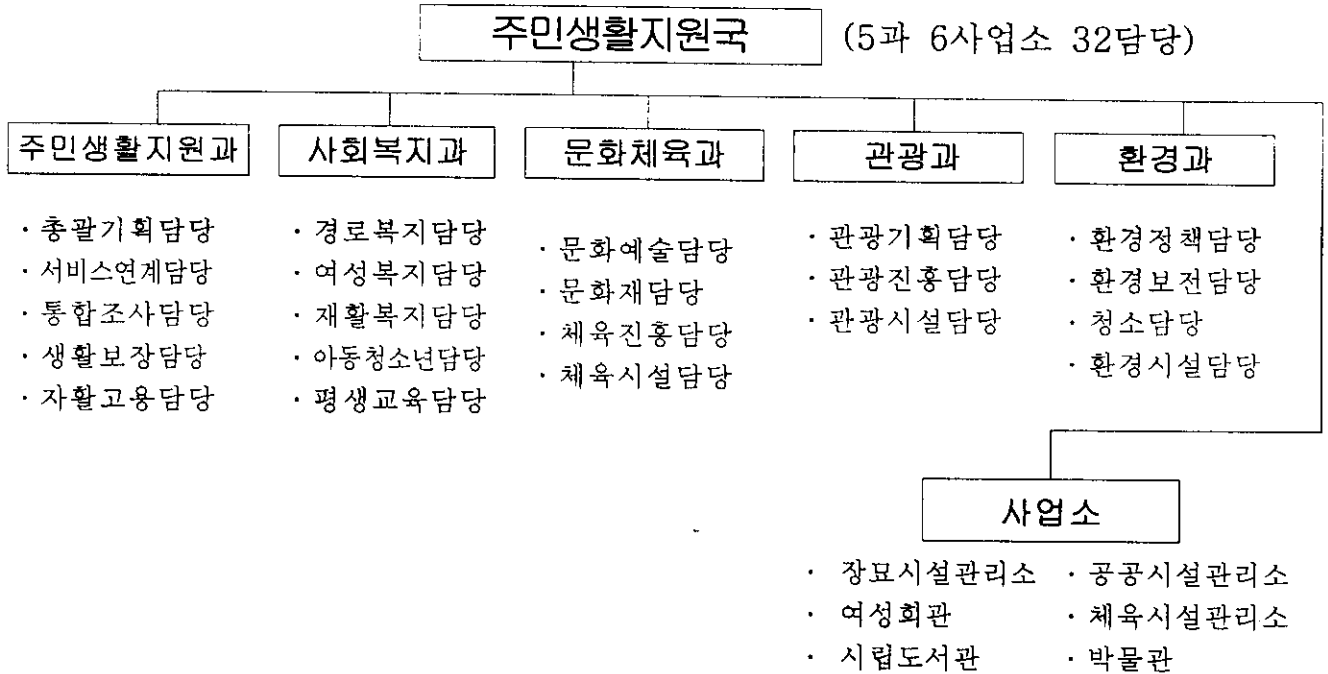 주민생활지원국 (5과 6사업소 32담당)
주민생활지원과 사회복지과 문화체육과 관광과 환경과
· 총괄기획담당
· 서비스연계담당
· 통합조사담당
· 생활보장담당
· 자활고용담당
· 경로복지담당
· 여성복지담당
· 재활복지담당
· 아동청소년담당
· 평생교육담당
· 문화예술담당
· 문화재담당
· 체육진흥담당
· 체육시설담당
· 관광기획담당
· 관광진흥담당
· 관광시설담당
· 환경정책담당
· 환경보전담당
· 청소담당
· 환경시설담당
사업소
· 장묘시설관리소 · 공공시설관리소
· 여성회관 · 체육시설관리소
· 시립도서관 · 박물관